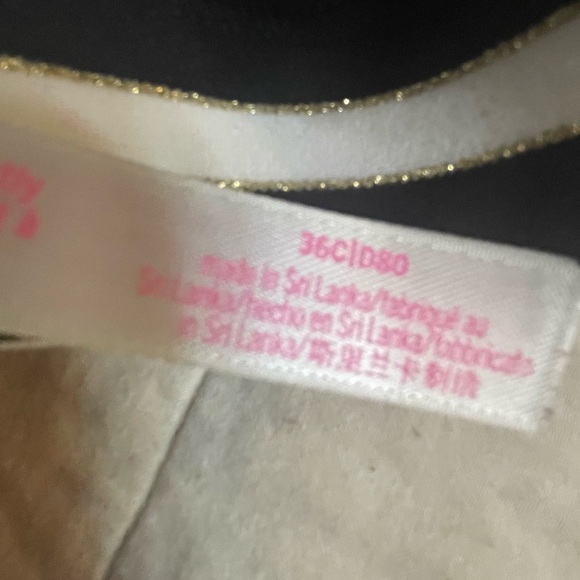 36C|D80
made in Sri Lanka/fabriqué au
Sri Lanka/hecho en Sri Lanka/fabbricato
in Sri Lanka/斯里兰卡制造